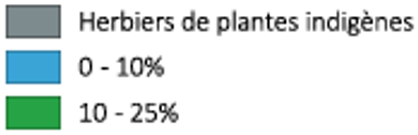 Herbiers de plantes indigènes
0 - 10%
10 - 25%